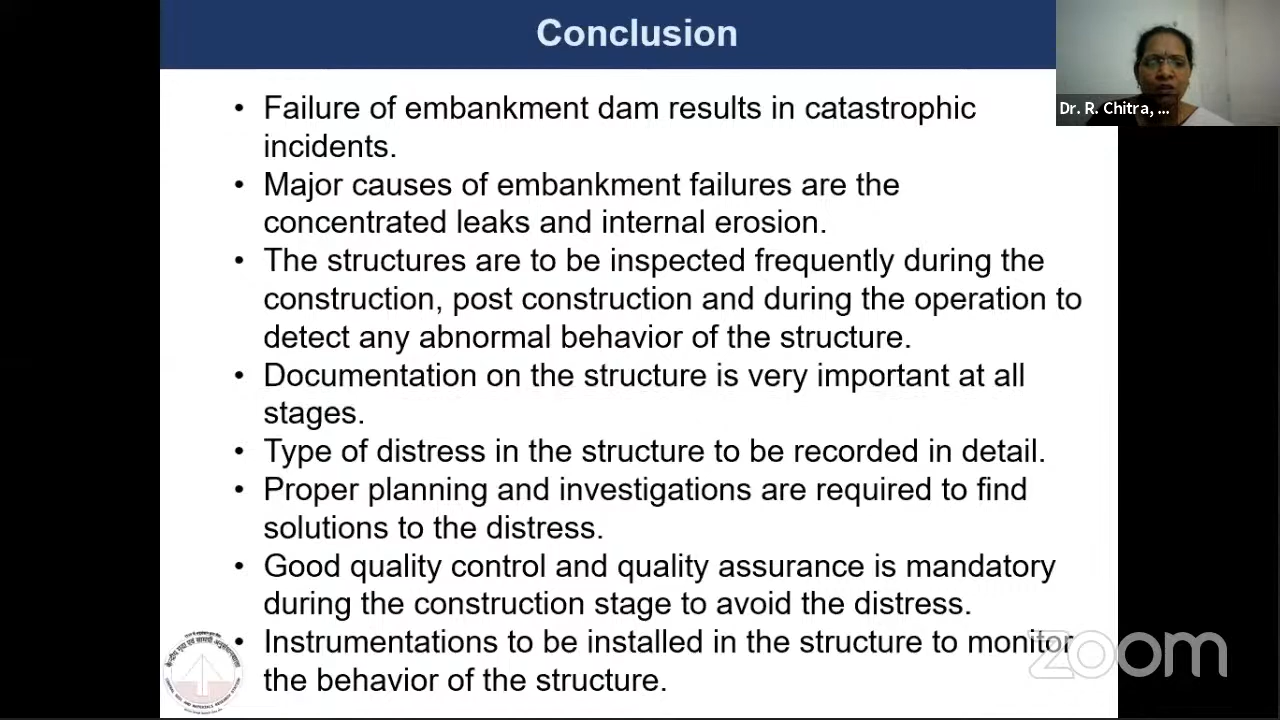 Conclusion
Dr. R. Chitra, ...
• Failure of embankment dam results in catastrophic
incidents.
• Major causes of embankment failures are the
concentrated leaks and internal erosion.
• The structures are to be inspected frequently during the
construction, post construction and during the operation to
detect any abnormal behavior of the structure.
• Documentation on the structure is very important at all
stages.
• Type of distress in the structure to be recorded in detail.
• Proper planning and investigations are required to find
solutions to the distress.
• Good quality control and quality assurance is mandatory
during the construction stage to avoid the distress.
• Instrumentations to be installed in the structure to monitor
the behavior of the structure.
zoom